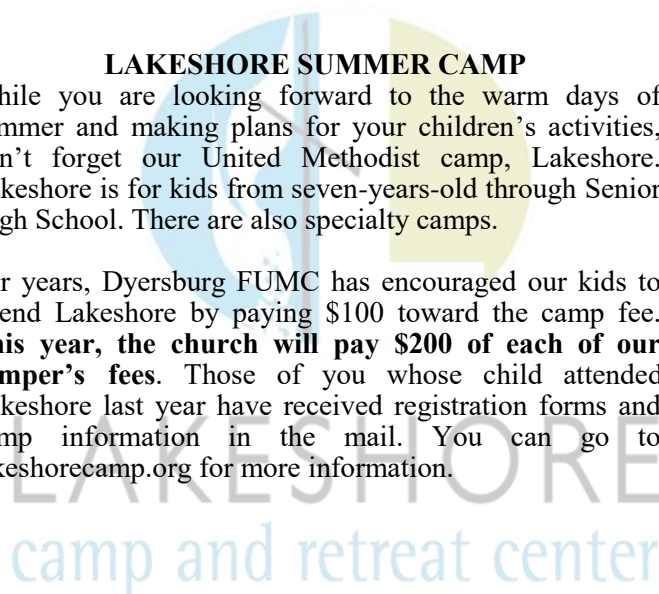 LAKESHORE SUMMER CAMP
hile you are looking forward to the warm days of
mmer and making plans for your children's activities,
n't forget our United Methodist camp, Lakeshore.
akeshore is for kids from seven-years-old through Senior
gh School. There are also specialty camps.
r years, Dyersburg FUMC has encouraged our kids to
end Lakeshore by paying $100 toward the camp fee.
his year, the church will pay $200 of each of our
mper's fees. Those of you whose child attended
akeshore last year have received registration forms and
mp information in the mail. You can go to
keshorecamp.org for more information.
LAKESHORE
camp and retreat center